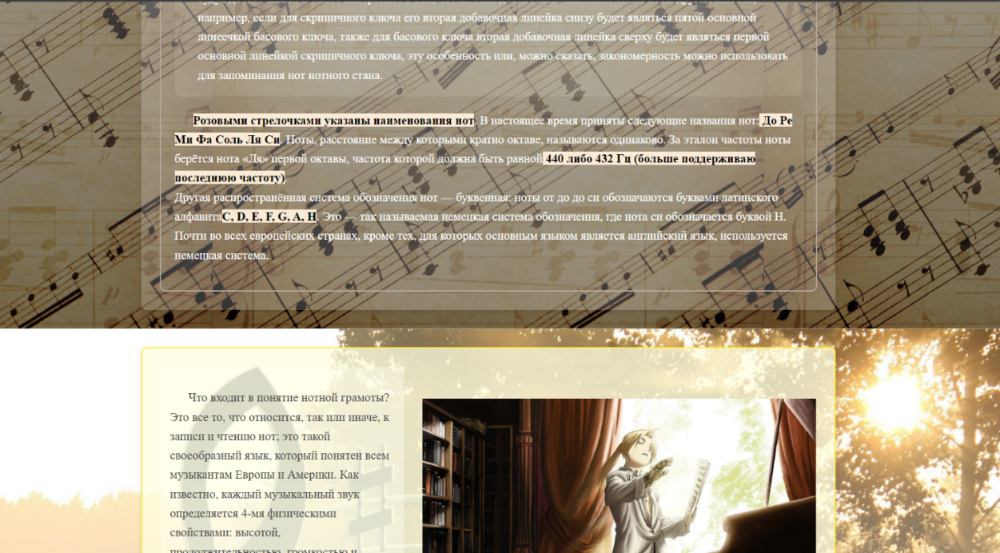 например, если для скрипичного ключа его вторая добавочная линейка снизу будет являться пятой основной
линеечкой басового ключа, также для басового ключа вторая добавочная линейка сверху будет являться первой
основной линейкой скрипичного ключа, эту особенность или, можно сказать, закономерность можно использовать
для запоминания нот нотного стана.
Розовыми стрелочками указаны наименования нот. В настоящее время приняты следующие названия нот: До Ре
Ми Фа Соль Ля Си. Ноты, расстояние между которыми кратно октаве, называются одинаково. За эталон частоты ноты
берётся нота «Ля» первой октавы, частота которой должна быть равной 440 либо 432 Гц (больше поддерживаю
последнюю частоту).
Другая распространённая система обозначения нот — буквенная: ноты от до до си обозначаются буквами латинского
алфавитаC, D, E, F, G, A, H. Это — так называемая немецкая система обозначения, где нота си обозначается буквой H.
Почти во всех европейских странах, кроме тех, для которых основным языком является английский язык, используется
немецкая система.
Что входит в понятие нотной грамоты?
Это все то, что относится, так или иначе, к
записи и чтению нот; это такой
своеобразный язык, который понятен всем
музыкантам Европы и Америки. Как
известно, каждый музыкальный звук
определяется 4-мя физическими
свойствами: высотой,
продолжительностью, громкостью и